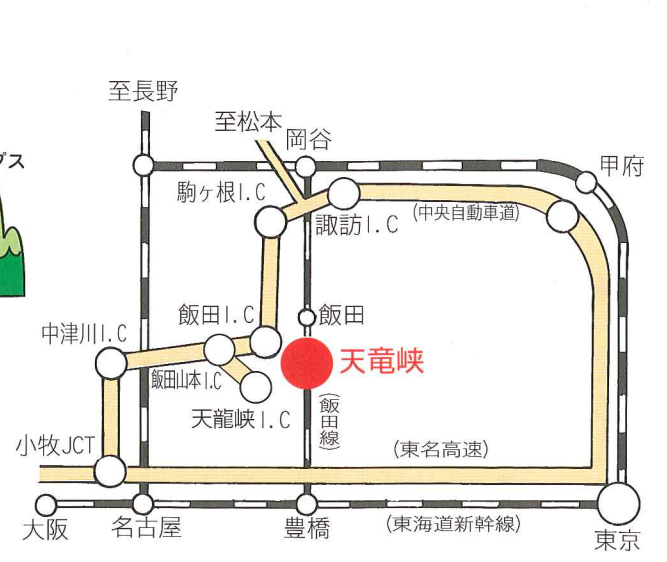 至長野
至松本
岡谷
プス
甲府
駒ヶ根I.C
諏訪I.C
(中央自動車道)
飯田I.C
飯田
中津川I.C
天竜峡
飯田山本I.C
天龍峡I.C
(飯田線)
小牧JCT
(東名高速)
大阪
名古屋
豊橋
(東海道新幹線)
東京